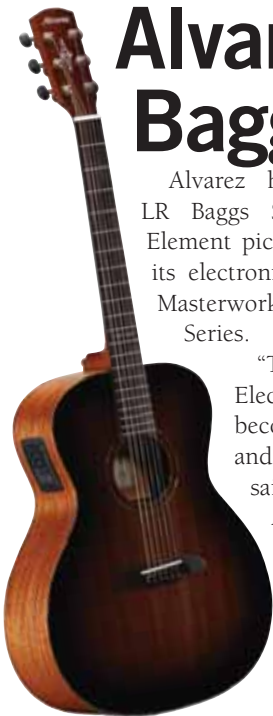 Alvar
Bagg
Alvarez h
LR Baggs S
Element pic
its electron
Masterwork
Series.
“T
Elec
beco
and
sa